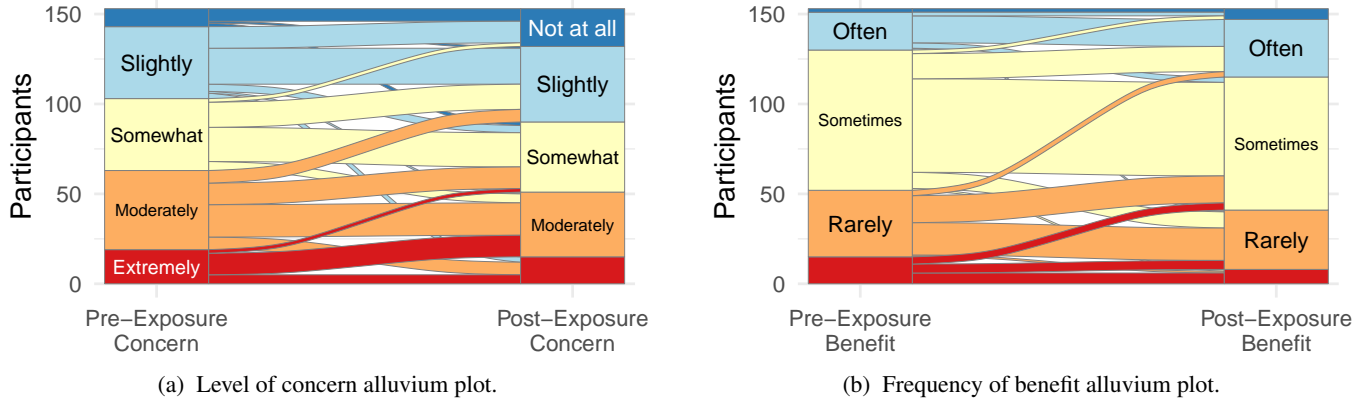 Participants
150
100
50
0
Slightly
Somewhat
Moderately
Extremely
Not at all
Slightly
Somewhat
Moderately
Pre−Exposure
Concern
Post−Exposure
Concern
(a) Level of concern alluvium plot.
Participants
150
100
50
0
Often
Sometimes
Rarely
Often
Sometimes
Rarely
Pre−Exposure
Benefit
Post−Exposure
Benefit
(b) Frequency of benefit alluvium plot.